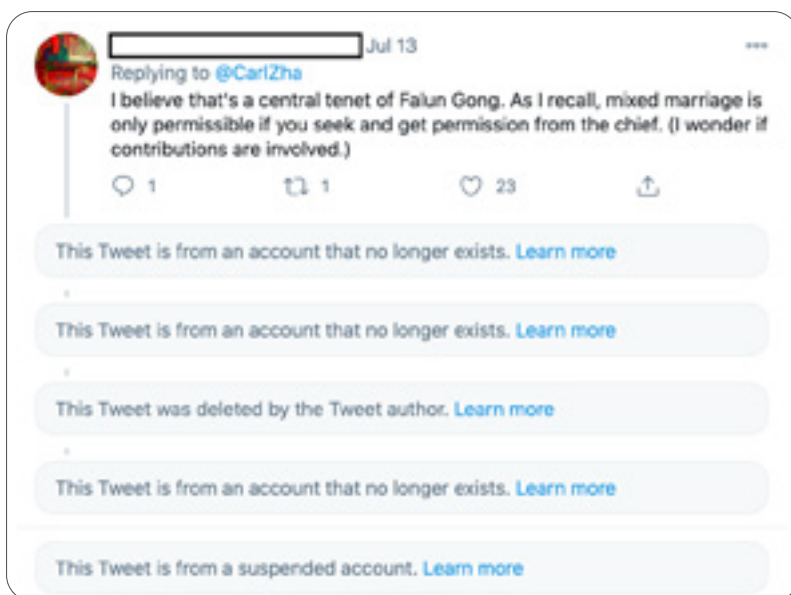 Jul 13
Replying to @CarlZha
I believe that's a central tenet of Falun Gong. As I recall, mixed marriage is
only permissible if you seek and get permission from the chief. (I wonder if
contributions are involved.)
1 1 23
This Tweet is from an account that no longer exists. Learn more
This Tweet is from an account that no longer exists. Learn more
This Tweet was deleted by the Tweet author. Learn more
This Tweet is from an account that no longer exists. Learn more
This Tweet is from a suspended account. Learn more